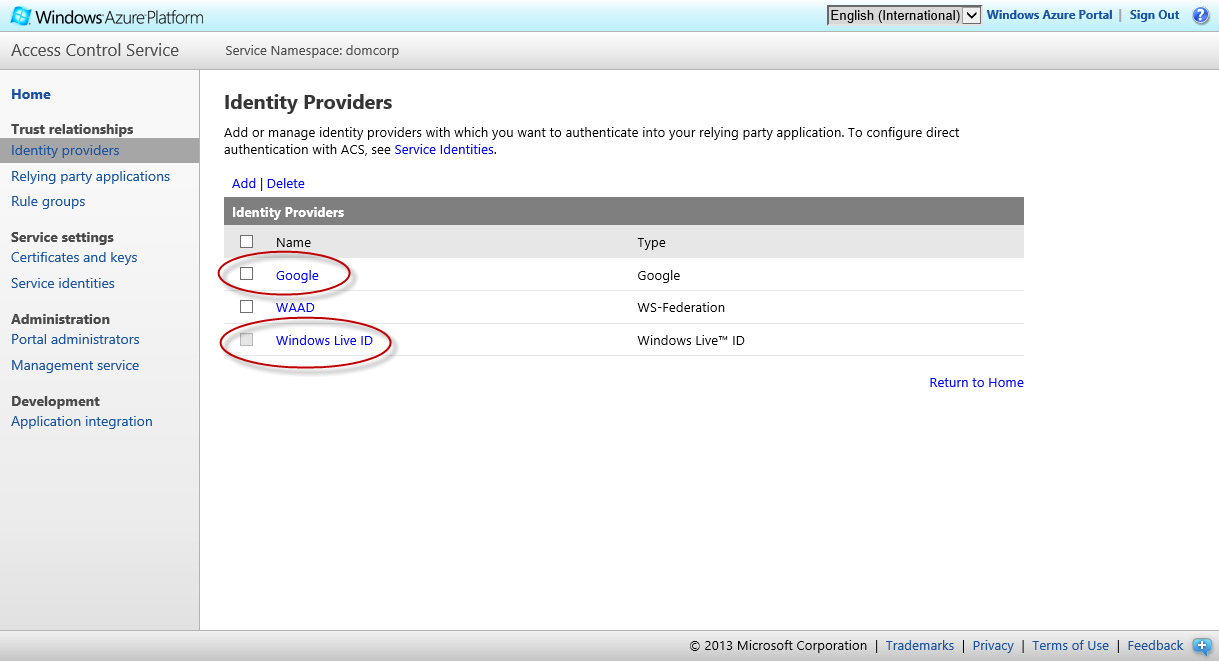 Windows Azure Platform
English (International)
Windows Azure Portal | Sign Out
?
Access Control Service
Service Namespace: domcorp
Home
Trust relationships
Identity providers
Relying party applications
Rule groups
Service settings
Certificates and keys
Service identities
Administration
Portal administrators
Management service
Development
Application integration
Identity Providers
Add or manage identity providers with which you want to authenticate into your relying party application. To configure direct
authentication with ACS, see Service Identities.
Add | Delete
Identity Providers
Name Type
Google Google
WAAD WS-Federation
Windows Live ID Windows Live™ ID
Return to Home
© 2013 Microsoft Corporation | Trademarks | Privacy | Terms of Use | Feedback